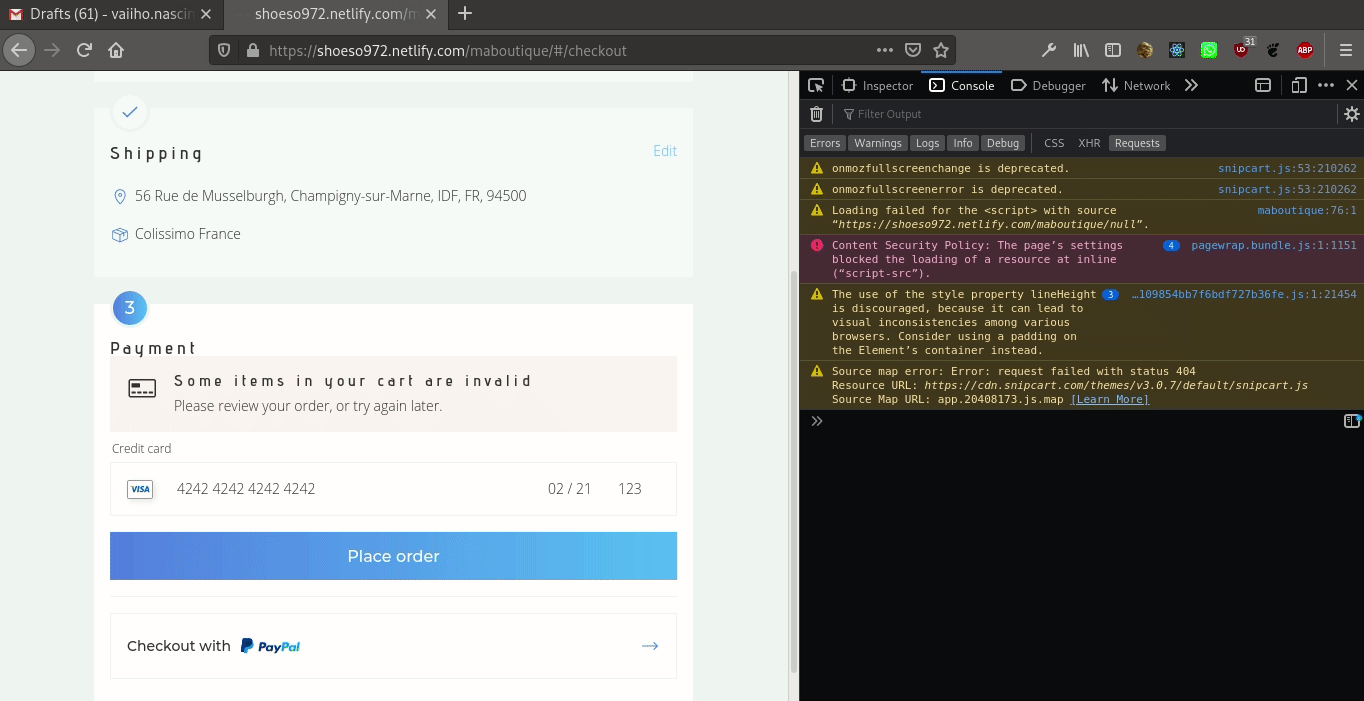 Drafts (61) - vaiiho.nascin
shoeso972.netlify.com/m
https://shoeso972.netlify.com/maboutique/#/checkout
31
UD
ABP
Shipping
Edit
56 Rue de Musselburgh, Champigny-sur-Marne, IDF, FR, 94500
Colissimo France
3
Payment
Some items in your cart are invalid
Please review your order, or try again later.
Credit card
VISA 4242 4242 4242 4242 02 / 21 123
Place order
Checkout with PayPal
Inspector Console Debugger Network
Filter Output
Errors Warnings Logs Info Debug CSS XHR Requests
onmozfullscreenchange is deprecated. snipcart.js:53:210262
onmozfullscreenerror is deprecated. snipcart.js:53:210262
Loading failed for the <script> with source maboutique:76:1
“https://shoeso972.netlify.com/maboutique/null”.
Content Security Policy: The page’s settings 4 pagewrap.bundle.js:1:1151
blocked the loading of a resource at inline
(“script-src”).
The use of the style property lineHeight 3 …109854bb7f6bdf727b36fe.js:1:21454
is discouraged, because it can lead to
visual inconsistencies among various
browsers. Consider using a padding on
the Element’s container instead.
Source map error: Error: request failed with status 404
Resource URL: https://cdn.snipcart.com/themes/v3.0.7/default/snipcart.js
Source Map URL: app.20408173.js.map [Learn More]